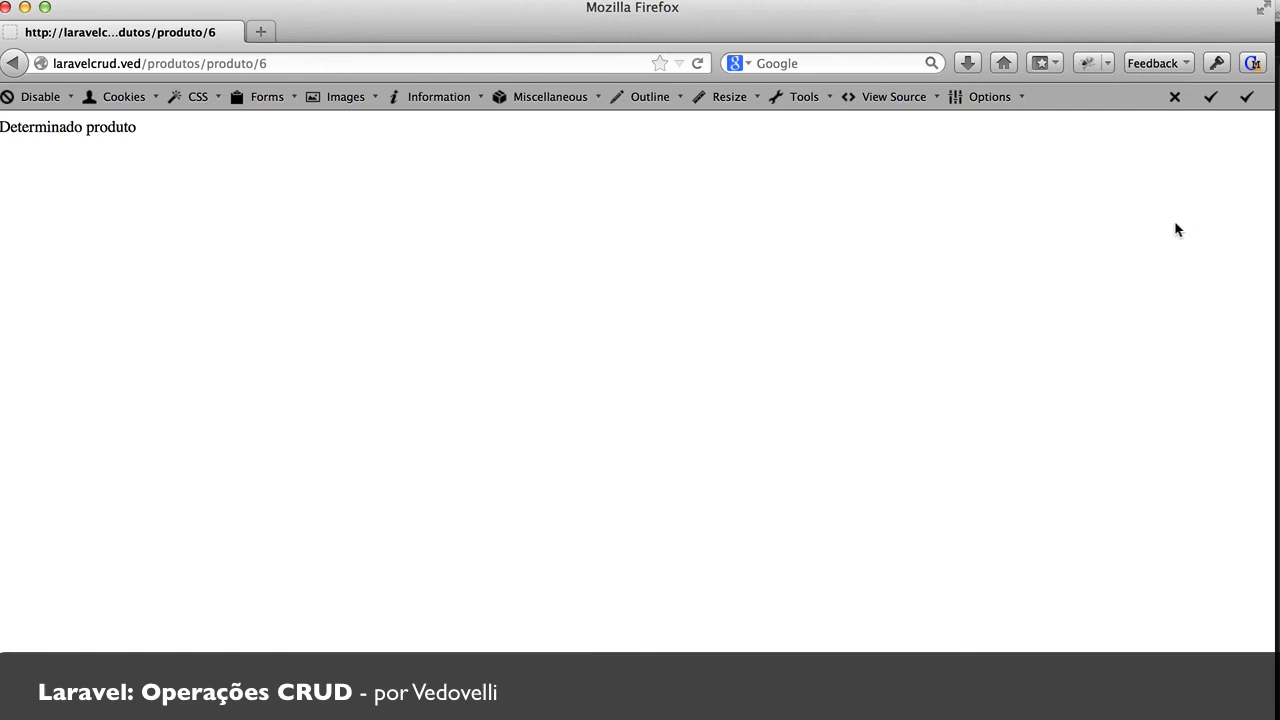 Mozilla Firefox
http://laravelc...dutos/produto/6
laravelcrud.ved/produtos/produto/6
Google
Feedback
Disable Cookies CSS Forms Images Information Miscellaneous Outline Resize Tools View Source Options
Determinado produto
Laravel: Operações CRUD - por Vedovelli